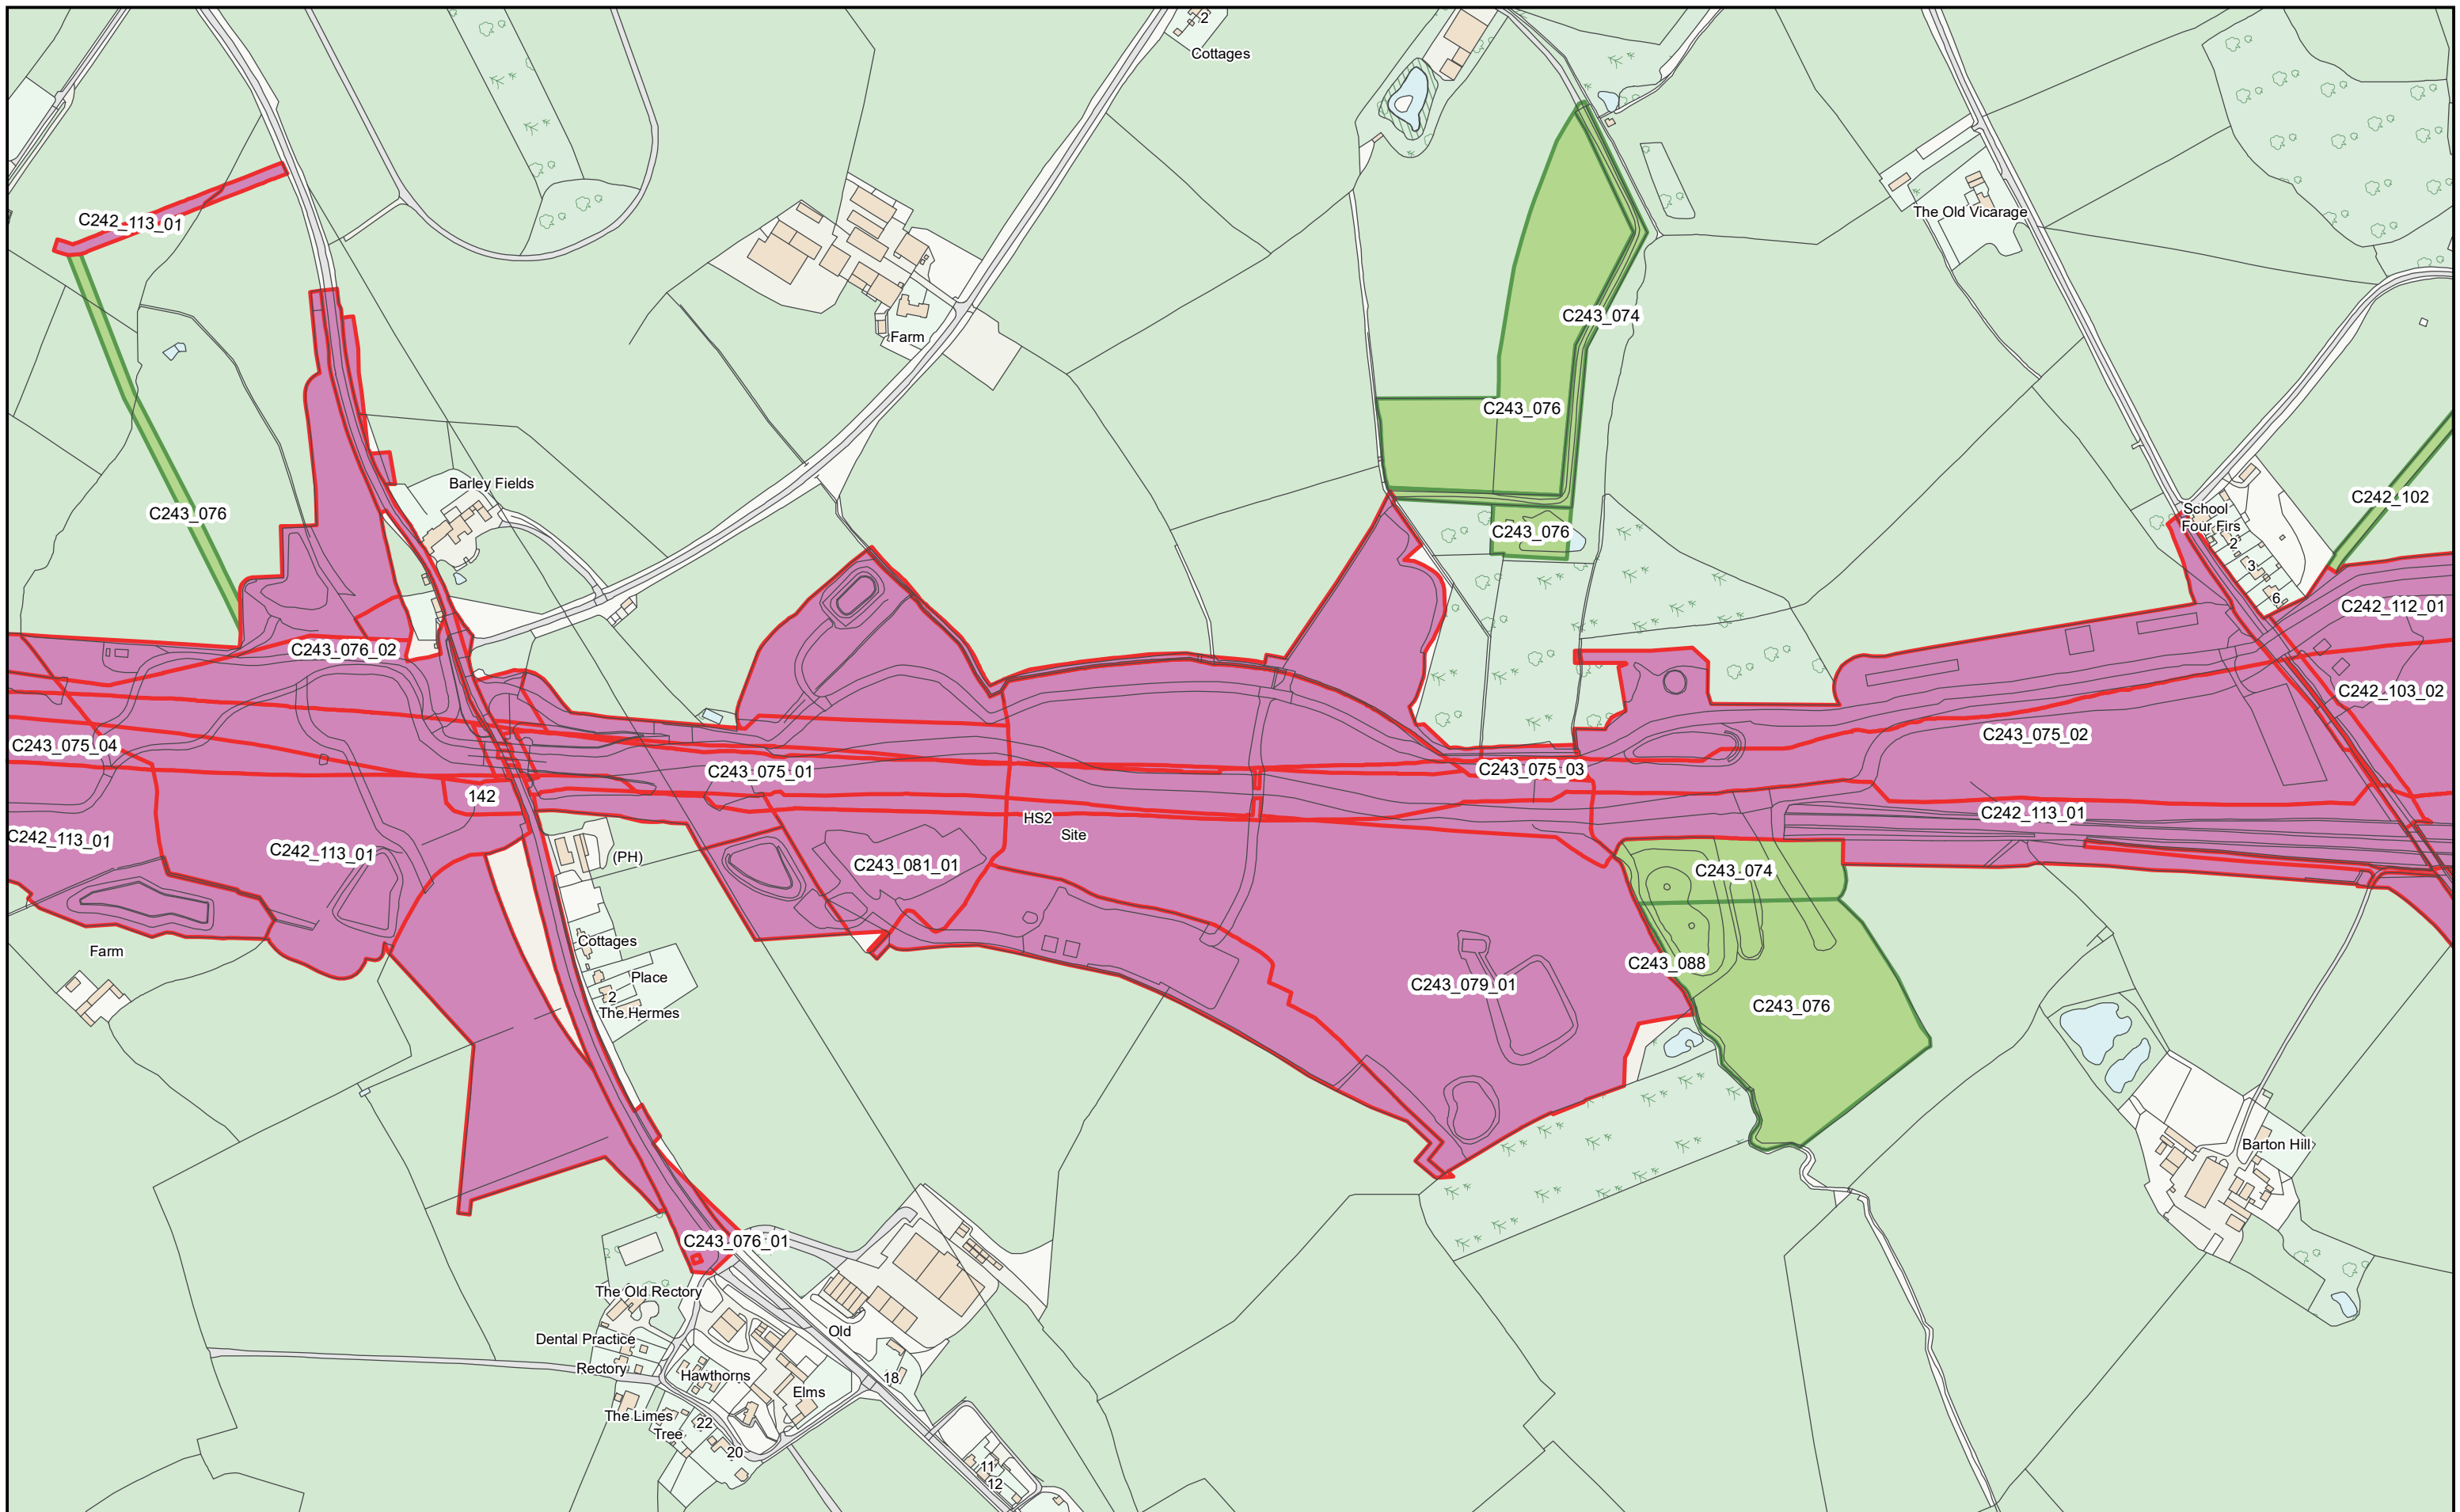 2
Cottages
C242_113_01
The Old Vicarage
C243_074
Farm
C243_076
Barley Fields
C242_102
School
C243_076
Four Firs
C243_076
2
3
6
C242_112_01
C243_076_02
C242_103_02
C243_075_02
C243_075_04
C243_075_01
C243_075_03
142
C242_113_01
HS2
Site
C242_113_01
C242_113_01
(PH)
C243_081_01
C243_074
Cottages
Farm
C243_088
Place
C243_079_01
2
C243_076
The Hermes
Barton Hill
C243_076_01
The Old Rectory
Old
Dental Practice
Rectory
Hawthorns
18
Elms
The Limes
22
Tree
20
11
12